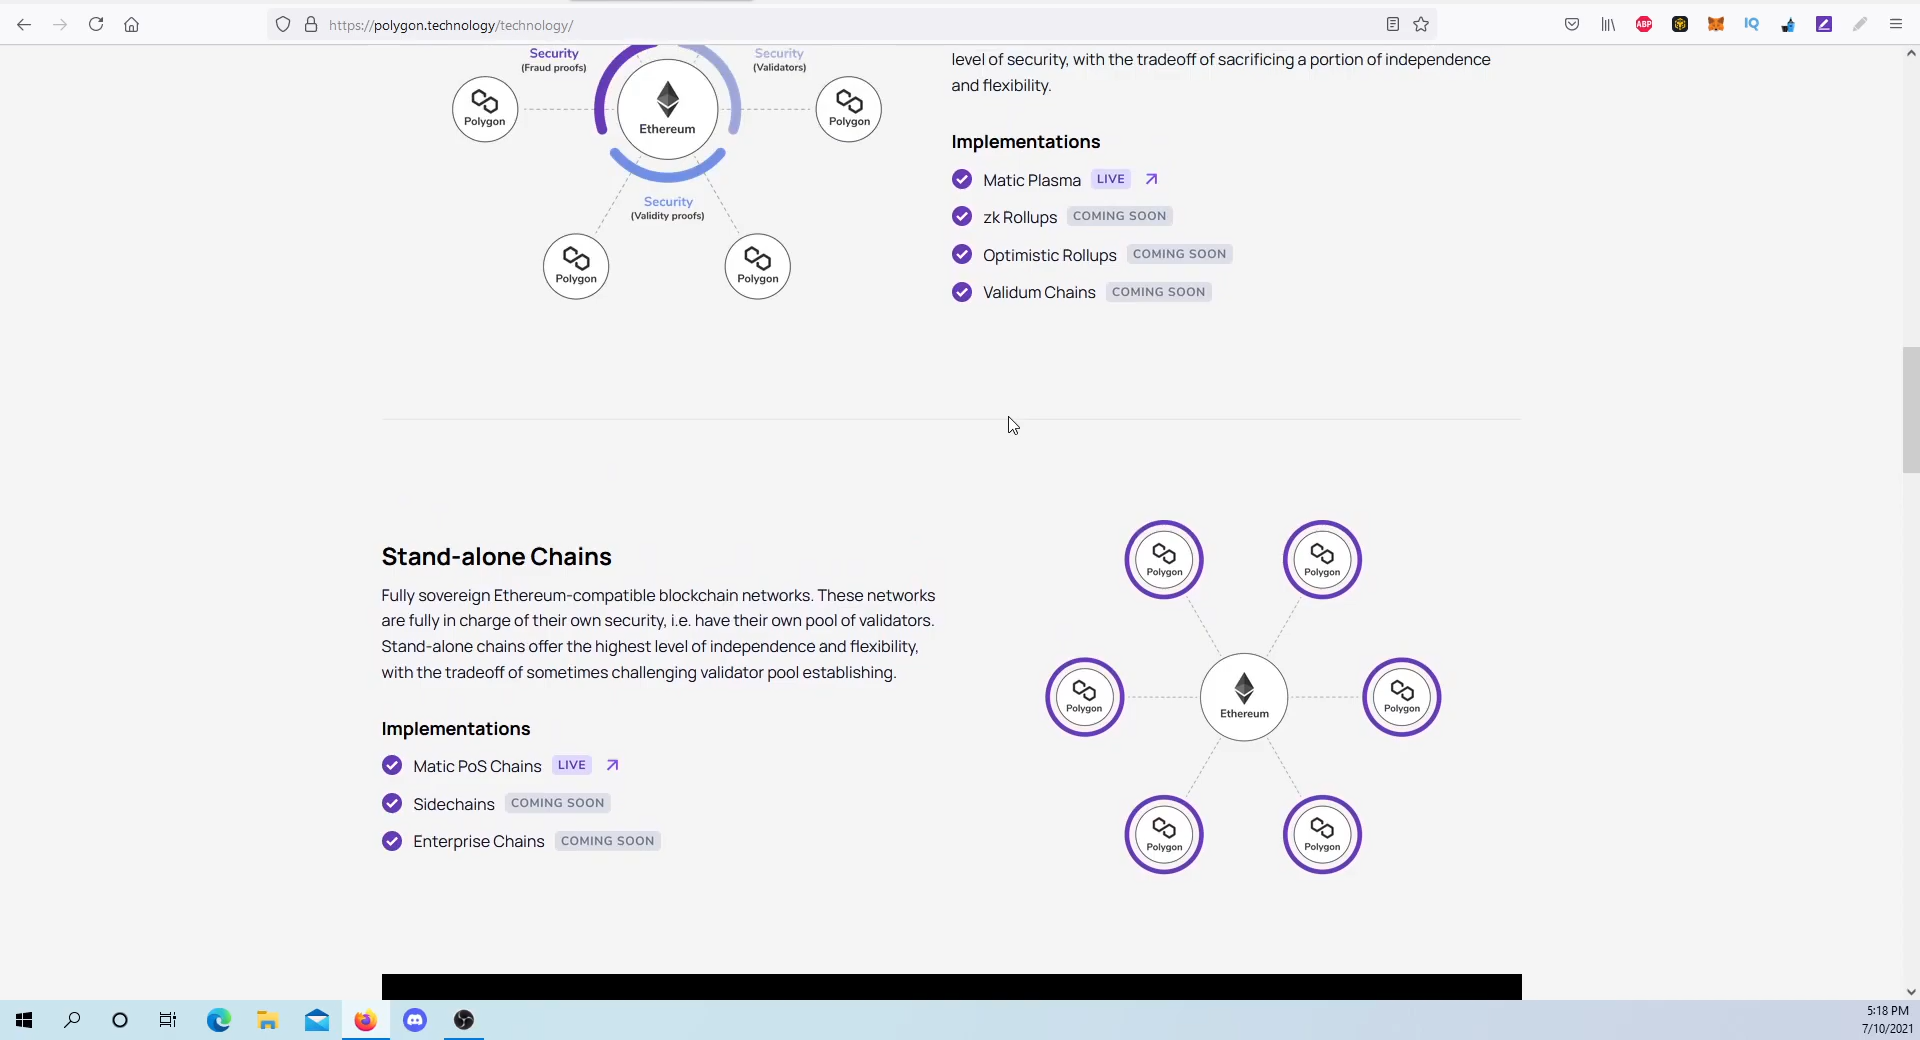 https://polygon.technology/technology/
ABP
IQ
Security
(Fraud proofs)
Security
(Validators)
Polygon
Ethereum
Polygon
Security
(Validity proofs)
Polygon
Polygon
level of security, with the tradeoff of sacrificing a portion of independence
and flexibility.
Implementations
Matic Plasma LIVE
zk Rollups COMING SOON
Optimistic Rollups COMING SOON
Validum Chains COMING SOON
Stand-alone Chains
Fully sovereign Ethereum-compatible blockchain networks. These networks
are fully in charge of their own security, i.e. have their own pool of validators.
Stand-alone chains offer the highest level of independence and flexibility,
with the tradeoff of sometimes challenging validator pool establishing.
Implementations
Matic PoS Chains LIVE
Sidechains COMING SOON
Enterprise Chains COMING SOON
Polygon
Polygon
Polygon
Ethereum
Polygon
Polygon
Polygon
5:18 PM
7/10/2021